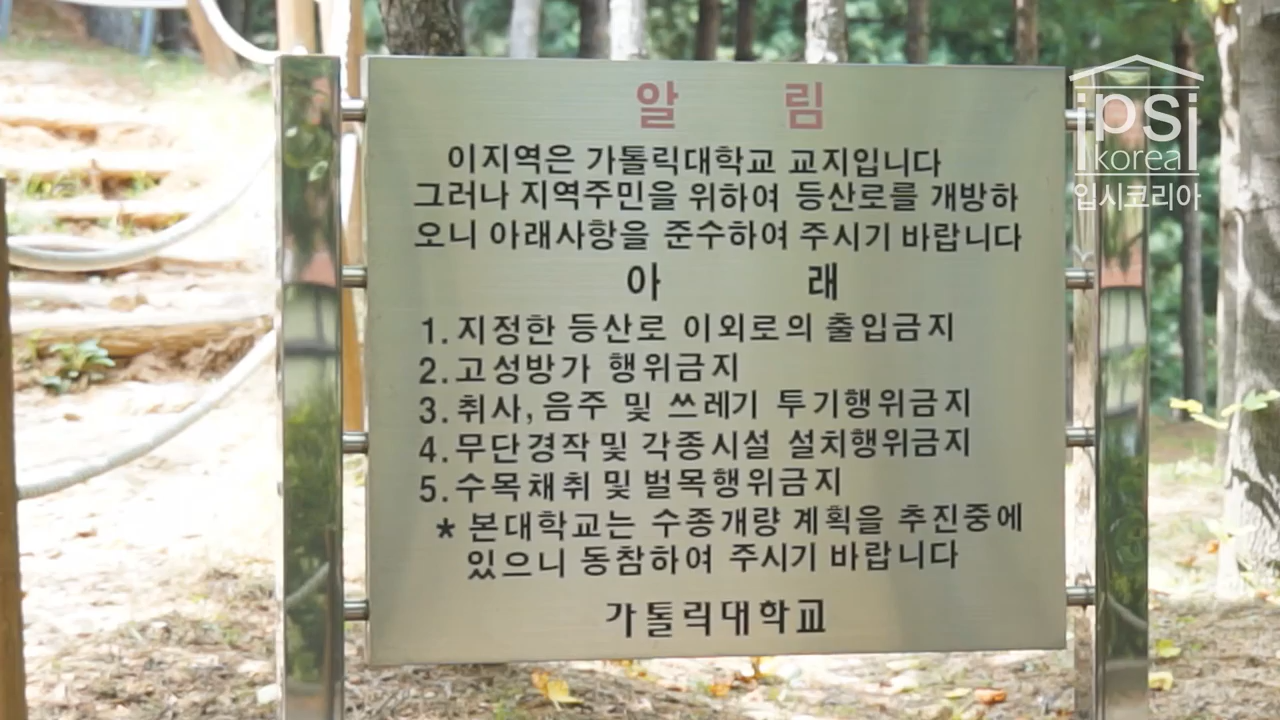 알 림
이지역은 가톨릭대학교 교지입니다
그러나 지역주민을 위하여 등산로를 개방하
오니 아래사항을 준수하여 주시기 바랍니다
아 래
1. 지정한 등산로 이외로의 출입금지
2. 고성방가 행위금지
3. 취사, 음주 및 쓰레기 투기행위금지
4. 무단경작및 각종시설 설치행위금지
5. 수목채취 및 벌목행위금지
* 본대학교는 수종개량 계획을 추진중에
있으니 동참하여 주시기 바랍니다
가톨릭대학교
ipsi
korea
입시코리아